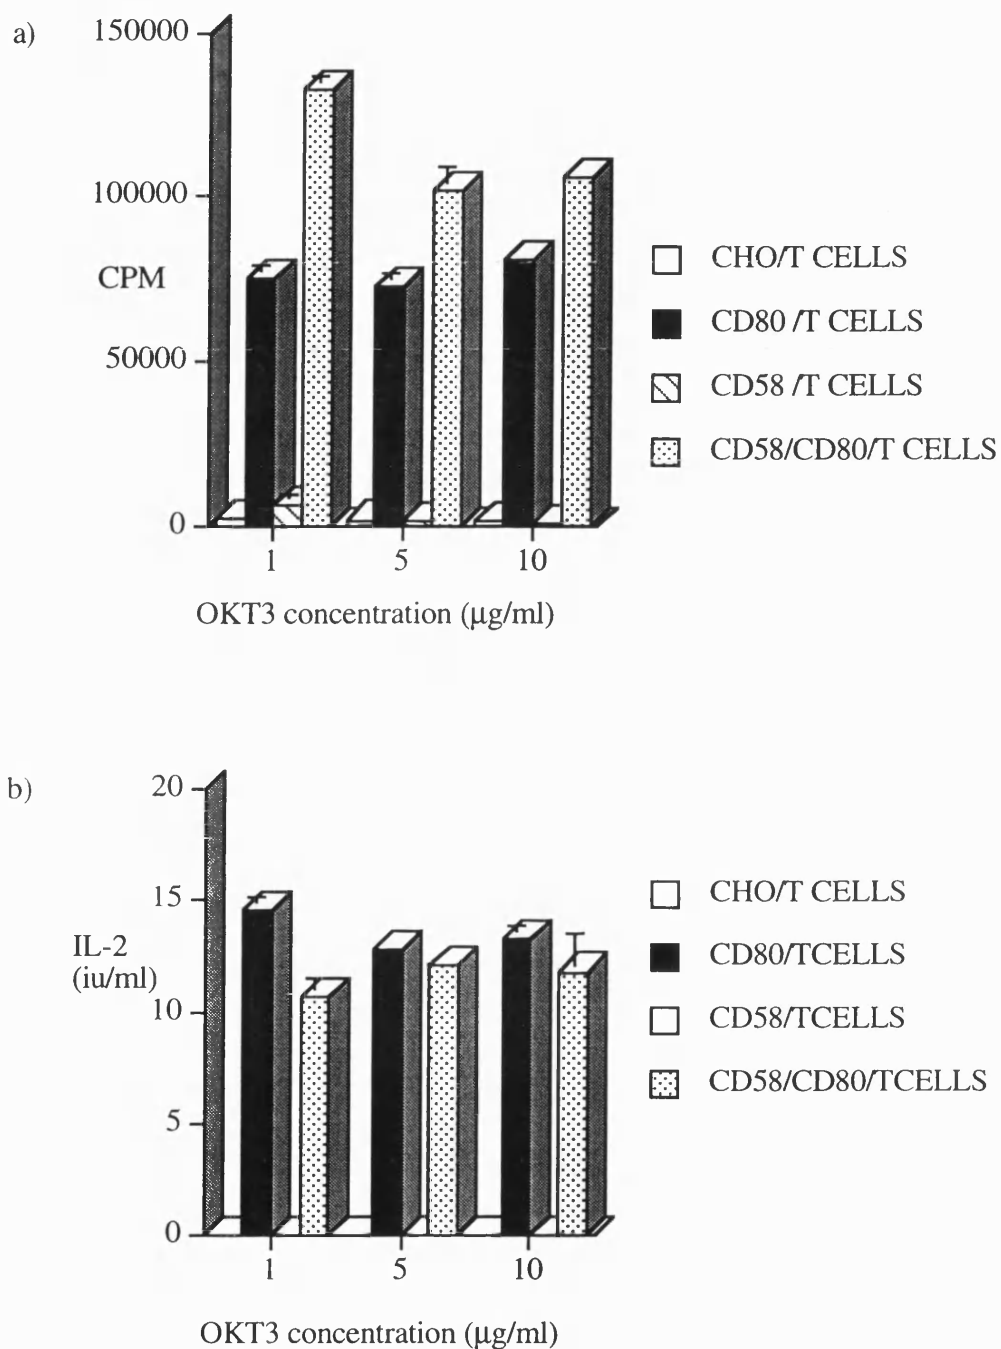 a)
150000
100000
CPM
50000
0
1 5 10
OKT3 concentration (µg/ml)
CHO/T CELLS
CD80 /T CELLS
CD58 /T CELLS
CD58/CD80/T CELLS
b)
20
15
IL-2
(iu/ml)
10
5
0
1 5 10
OKT3 concentration (µg/ml)
CHO/T CELLS
CD80/TCELLS
CD58/TCELLS
CD58/CD80/TCELLS